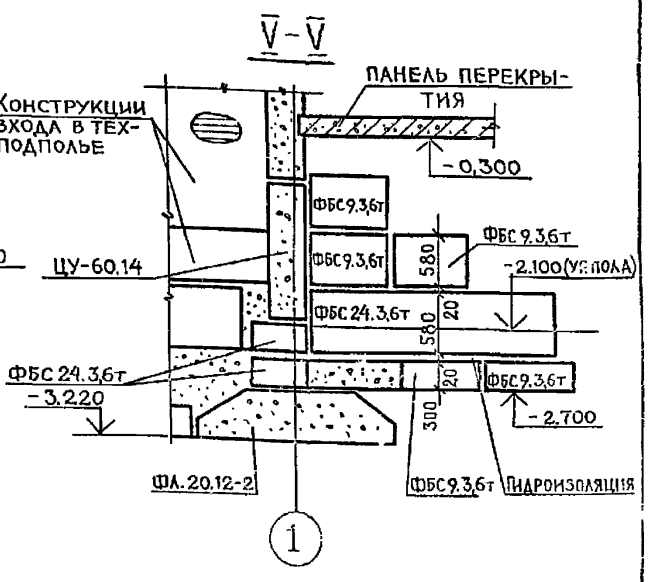 V - V
ПАНЕЛЬ ПЕРЕКРЫ-
ТИЯ
КОНСТРУКЦИИ
ВХОДА В ТЕХ-
ПОДПОЛЬЕ
-0,300
ФБС 9.3,6т
ФБС 9.3,6т
580
ФБС 9.3,6т
ЦУ-60.14
-2.100 (УР. ПОЛА)
ФБС 24.3,6т
20
580
ФБС 24.3,6т
20
ФБС 9.3,6т
-3.220
300
-2.700
ФЛ.20.12-2
ФБС 9.3,6т
ГИДРОИЗОЛЯЦИЯ
1